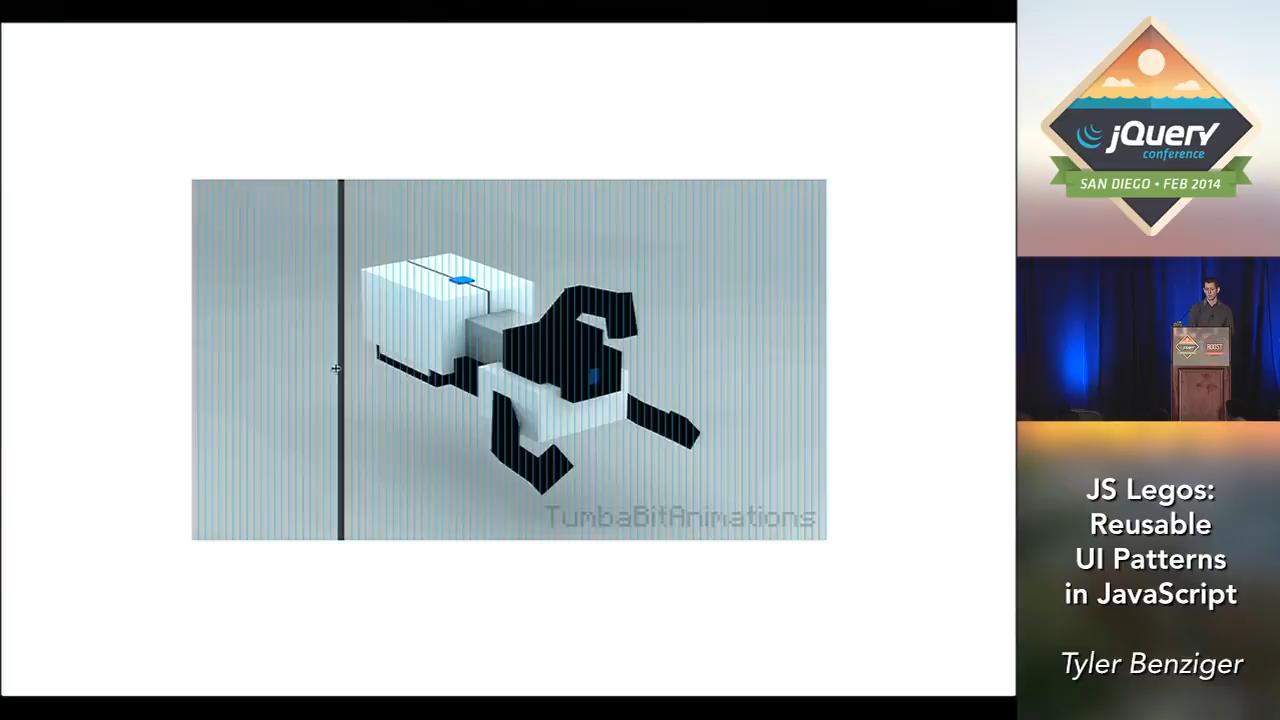 TumbaBitAnimations
jQuery
conference
SAN DIEGO • FEB 2014
JS Legos:
Reusable
UI Patterns
in JavaScript
Tyler Benziger